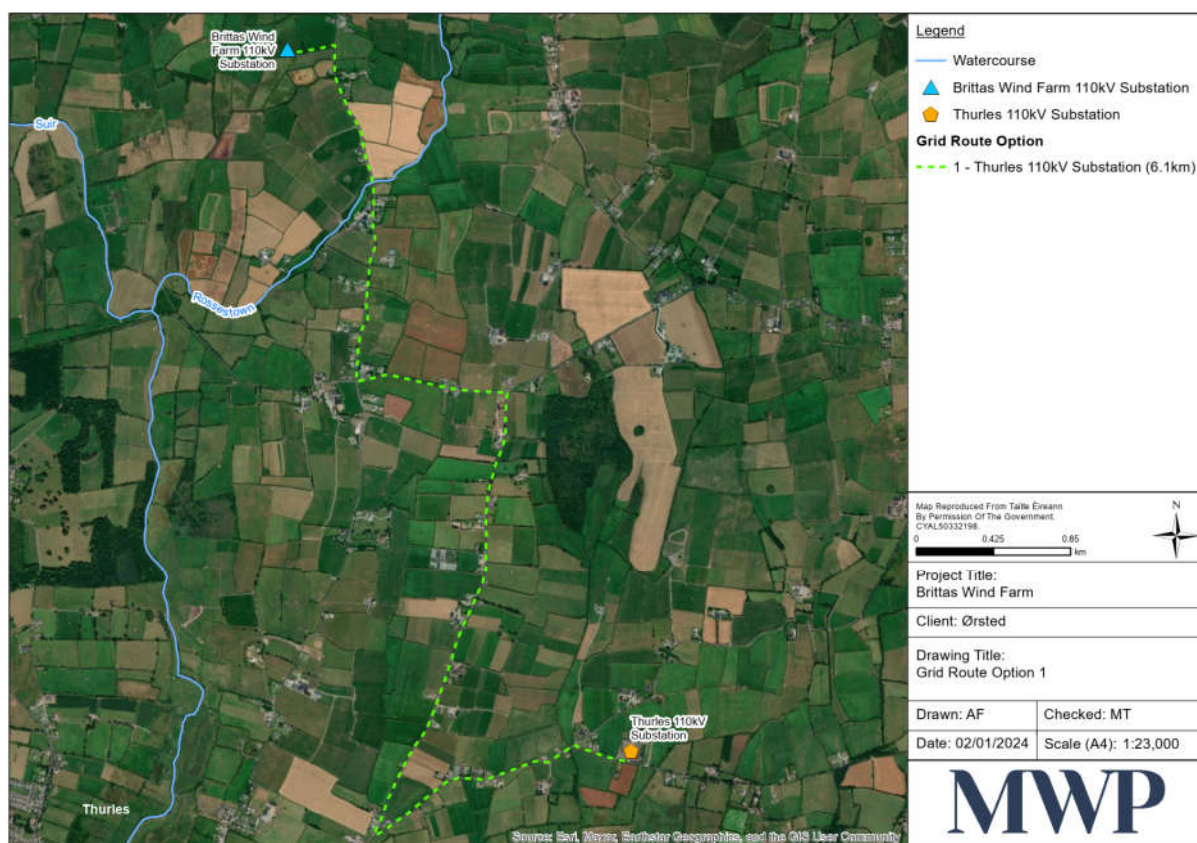 Brittas Wind
Farm 110kV
Substation
Suir
Rossestown
Thurles 110kV
Substation
Thurles
Source: Esri, Maxar, Earthstar Geographics, and the GIS User Community
Legend
Watercourse
Brittas Wind Farm 110kV Substation
Thurles 110kV Substation
Grid Route Option
1 - Thurles 110kV Substation (6.1km)
Map Reproduced From Tailte Éireann
By Permission Of The Government.
CYAL50332198.
N
0 0.425 0.85
km
Project Title:
Brittas Wind Farm
Client: Ørsted
Drawing Title:
Grid Route Option 1
Drawn: AF
Checked: MT
Date: 02/01/2024
Scale (A4): 1:23,000
MWP